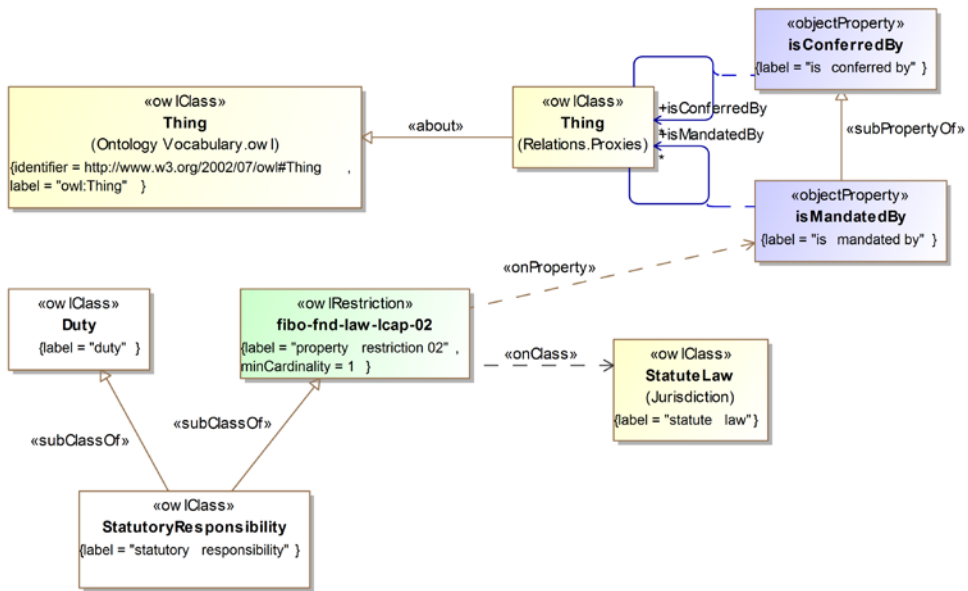 «objectProperty»
isConferredBy
{label = "is conferred by" }
«owlClass»
Thing
(Ontology Vocabulary.owl)
{identifier = http://www.w3.org/2002/07/owl#Thing ,
label = "owl:Thing" }
«about»
«owlClass»
Thing
(Relations.Proxies)
+isConferredBy
*
+isMandatedBy
*
«subPropertyOf»
«objectProperty»
isMandatedBy
{label = "is mandated by" }
«onProperty»
«owlClass»
Duty
{label = "duty" }
«owlRestriction»
fibo-fnd-law-lcap-02
{label = "property restriction 02" ,
minCardinality = 1 }
«onClass»
«owlClass»
StatuteLaw
(Jurisdiction)
{label = "statute law"}
«subClassOf»
«subClassOf»
«owlClass»
StatutoryResponsibility
{label = "statutory responsibility" }